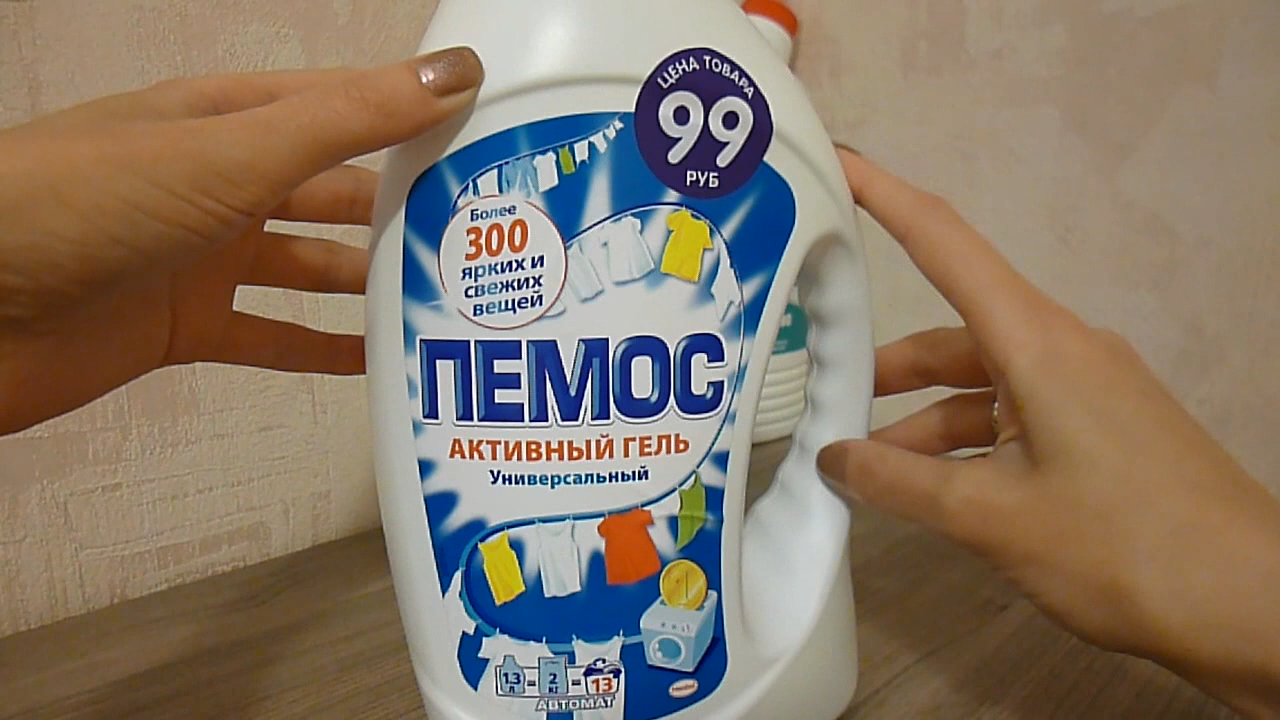 ЦЕНА ТОВАРА
99
РУБ
Более
300
ярких и
свежих
вещей
ПЕМОС
АКТИВНЫЙ ГЕЛЬ
Универсальный
1
1.3 Л = 2 КГ = 13
АВТОМАТ